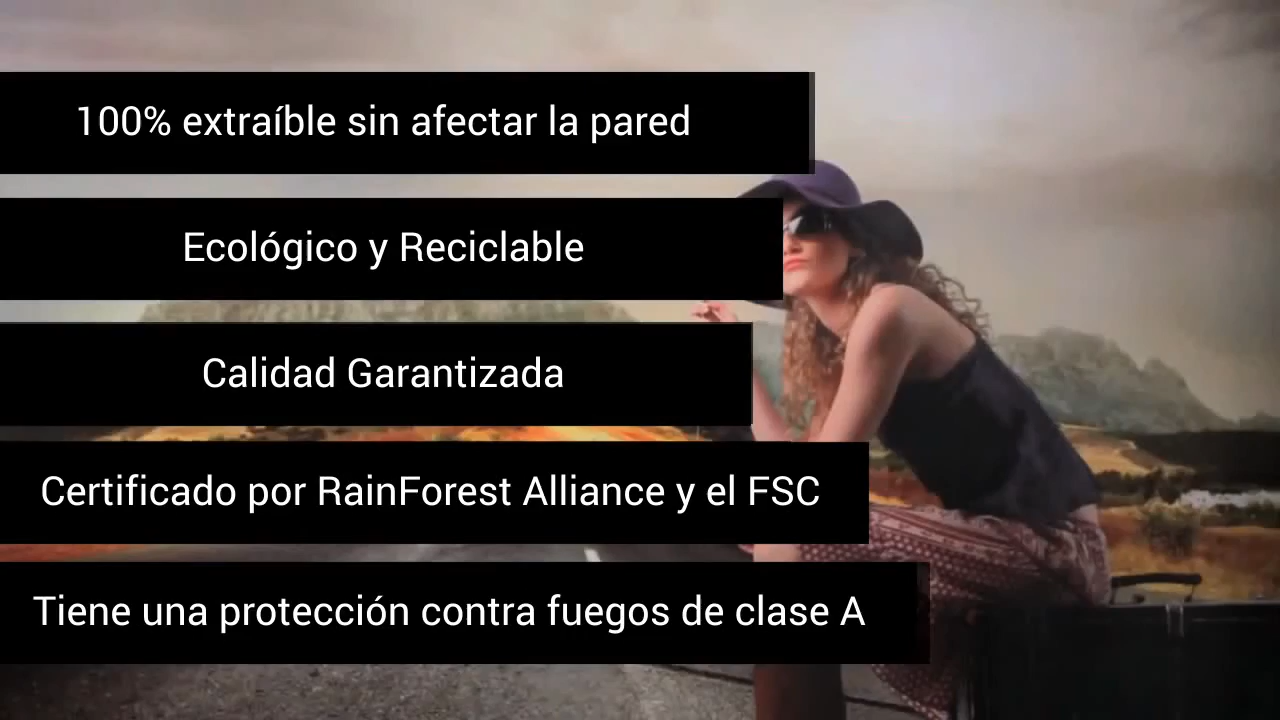 100% extraíble sin afectar la pared
Ecológico y Reciclable
Calidad Garantizada
Certificado por RainForest Alliance y el FSC
Tiene una protección contra fuegos de clase A